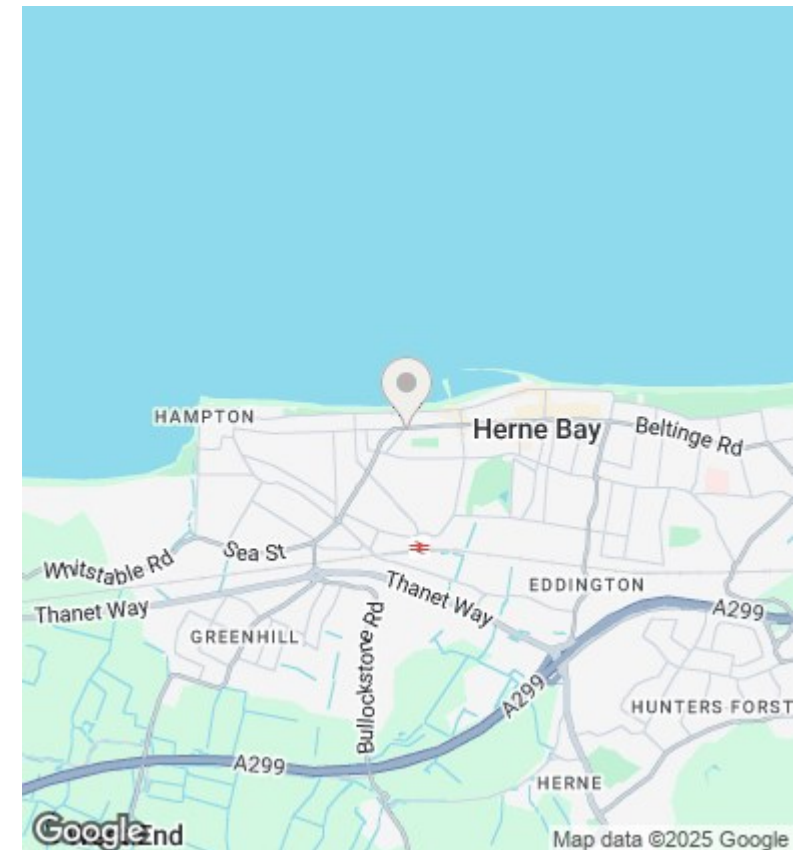 HAMPTON
Herne Bay
Beltinge Rd
Whitstable Rd
Sea St
Thanet Way
Thanet Way
EDDINGTON
A299
GREENHILL
Bullockstone Rd
A299
HUNTERS FORST
A299
HERNE
Google
End
Map data ©2025 Google